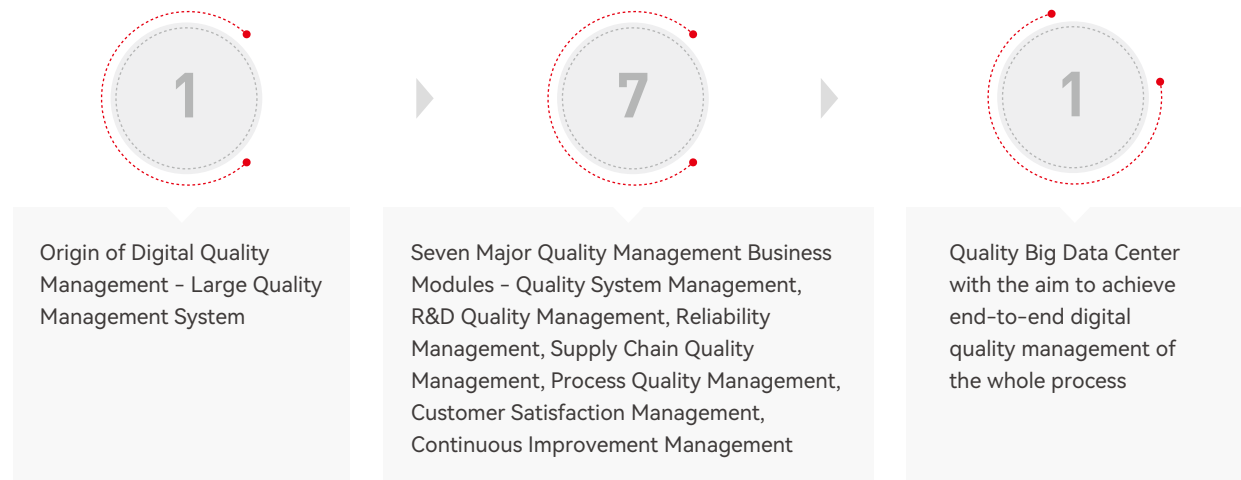 1
7
1
Origin of Digital Quality
Management - Large Quality
Management System
Seven Major Quality Management Business
Modules - Quality System Management,
R&D Quality Management, Reliability
Management, Supply Chain Quality
Management, Process Quality Management,
Customer Satisfaction Management,
Continuous Improvement Management
Quality Big Data Center
with the aim to achieve
end-to-end digital
quality management of
the whole process